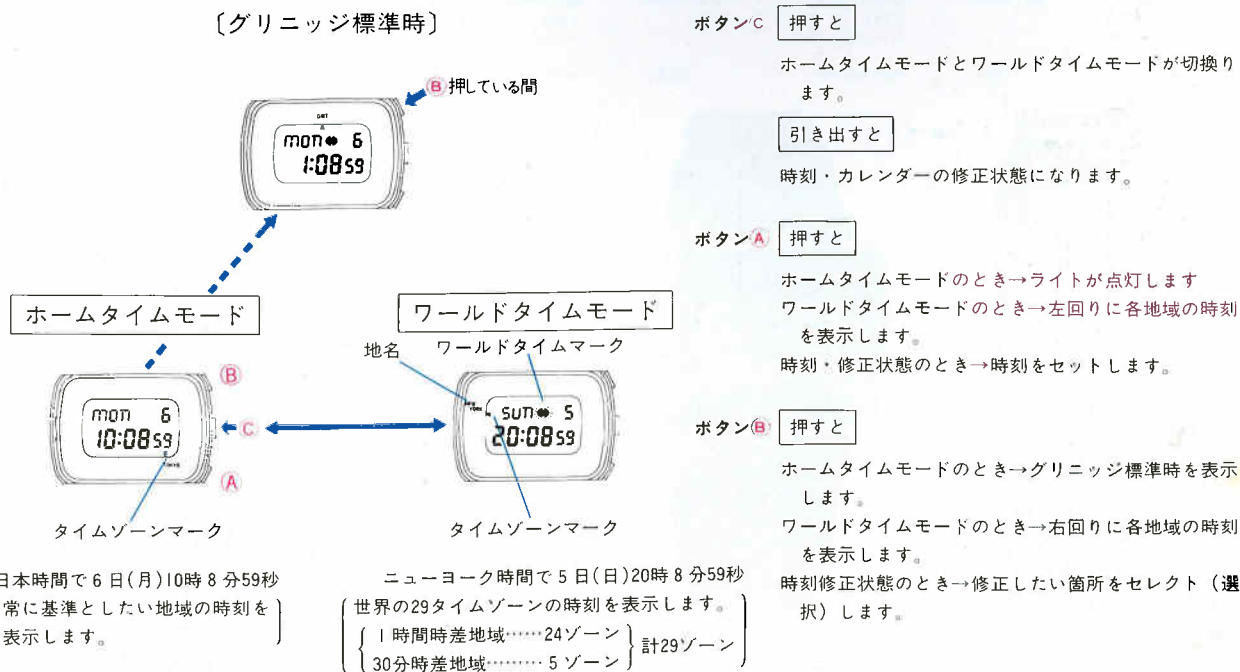 〔グリニッジ標準時〕
B 押している間
GMT
mon 6
1:08 59
ホームタイムモード
ワールドタイムモード
地名
ワールドタイムマーク
B
mon 6
10:08 59
C
A
タイムゾーンマーク
NEW YORK
sun 5
20:08 59
タイムゾーンマーク
日本時間で6日(月)10時8分59秒
常に基準としたい地域の時刻を
表示します。
ニューヨーク時間で5日(日)20時8分59秒
世界の29タイムゾーンの時刻を表示します。
1時間時差地域……24ゾーン
30分時差地域………5ゾーン
計29ゾーン
ボタンC 押すと
ホームタイムモードとワールドタイムモードが切換り
ます。
引き出すと
時刻・カレンダーの修正状態になります。
ボタンA 押すと
ホームタイムモードのとき→ライトが点灯します
ワールドタイムモードのとき→左回りに各地域の時刻
を表示します。
時刻・修正状態のとき→時刻をセットします。
ボタンB 押すと
ホームタイムモードのとき→グリニッジ標準時を表示
します。
ワールドタイムモードのとき→右回りに各地域の時刻
を表示します。
時刻修正状態のとき→修正したい箇所をセレクト（選
択）します。